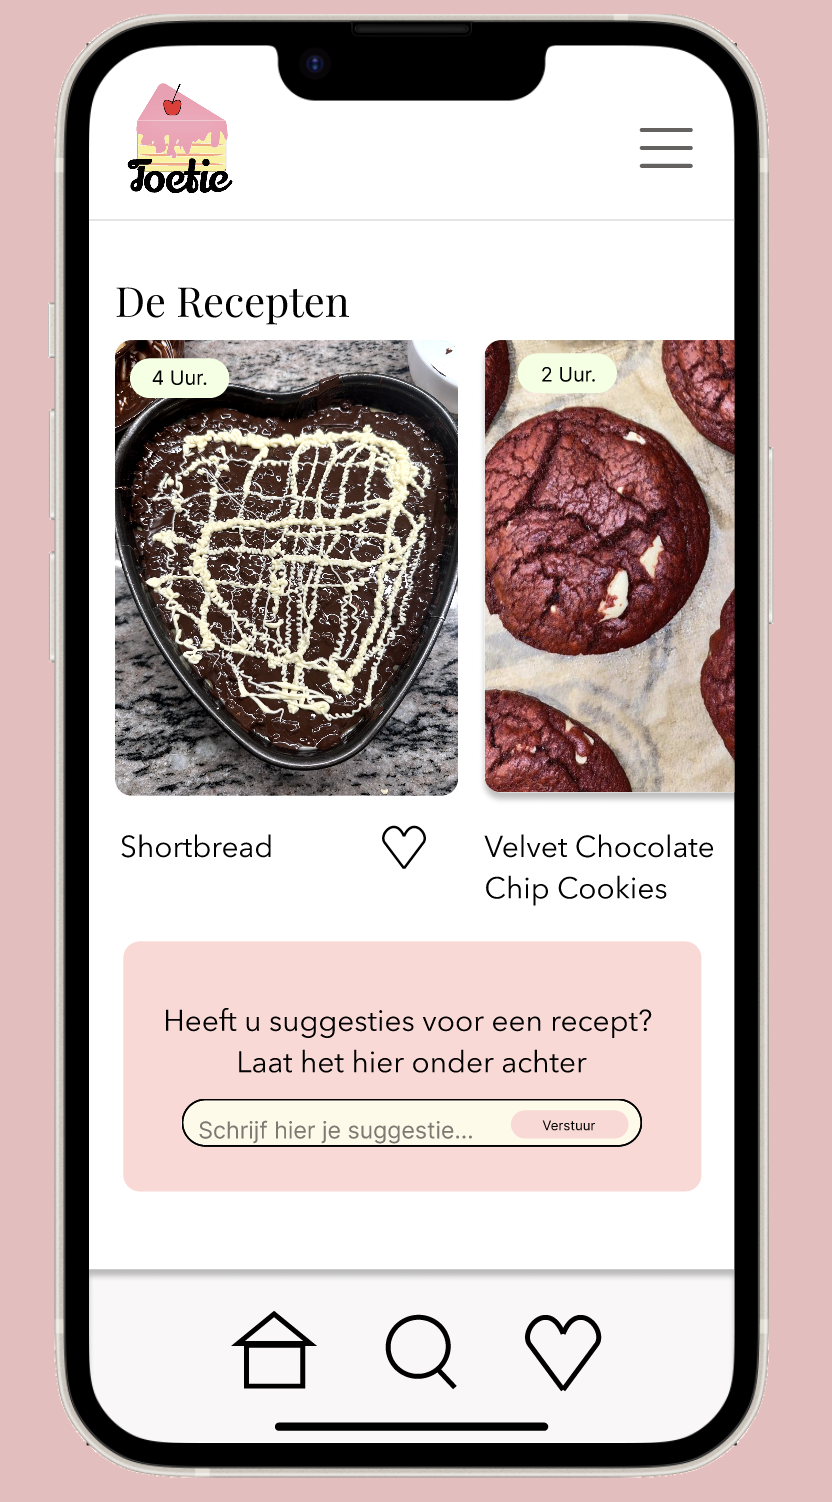 Toetie
De Recepten
4 Uur.
2 Uur.
Shortbread
Velvet Chocolate
Chip Cookies
Heeft u suggesties voor een recept?
Laat het hier onder achter
Schrijf hier je suggestie...
Verstuur